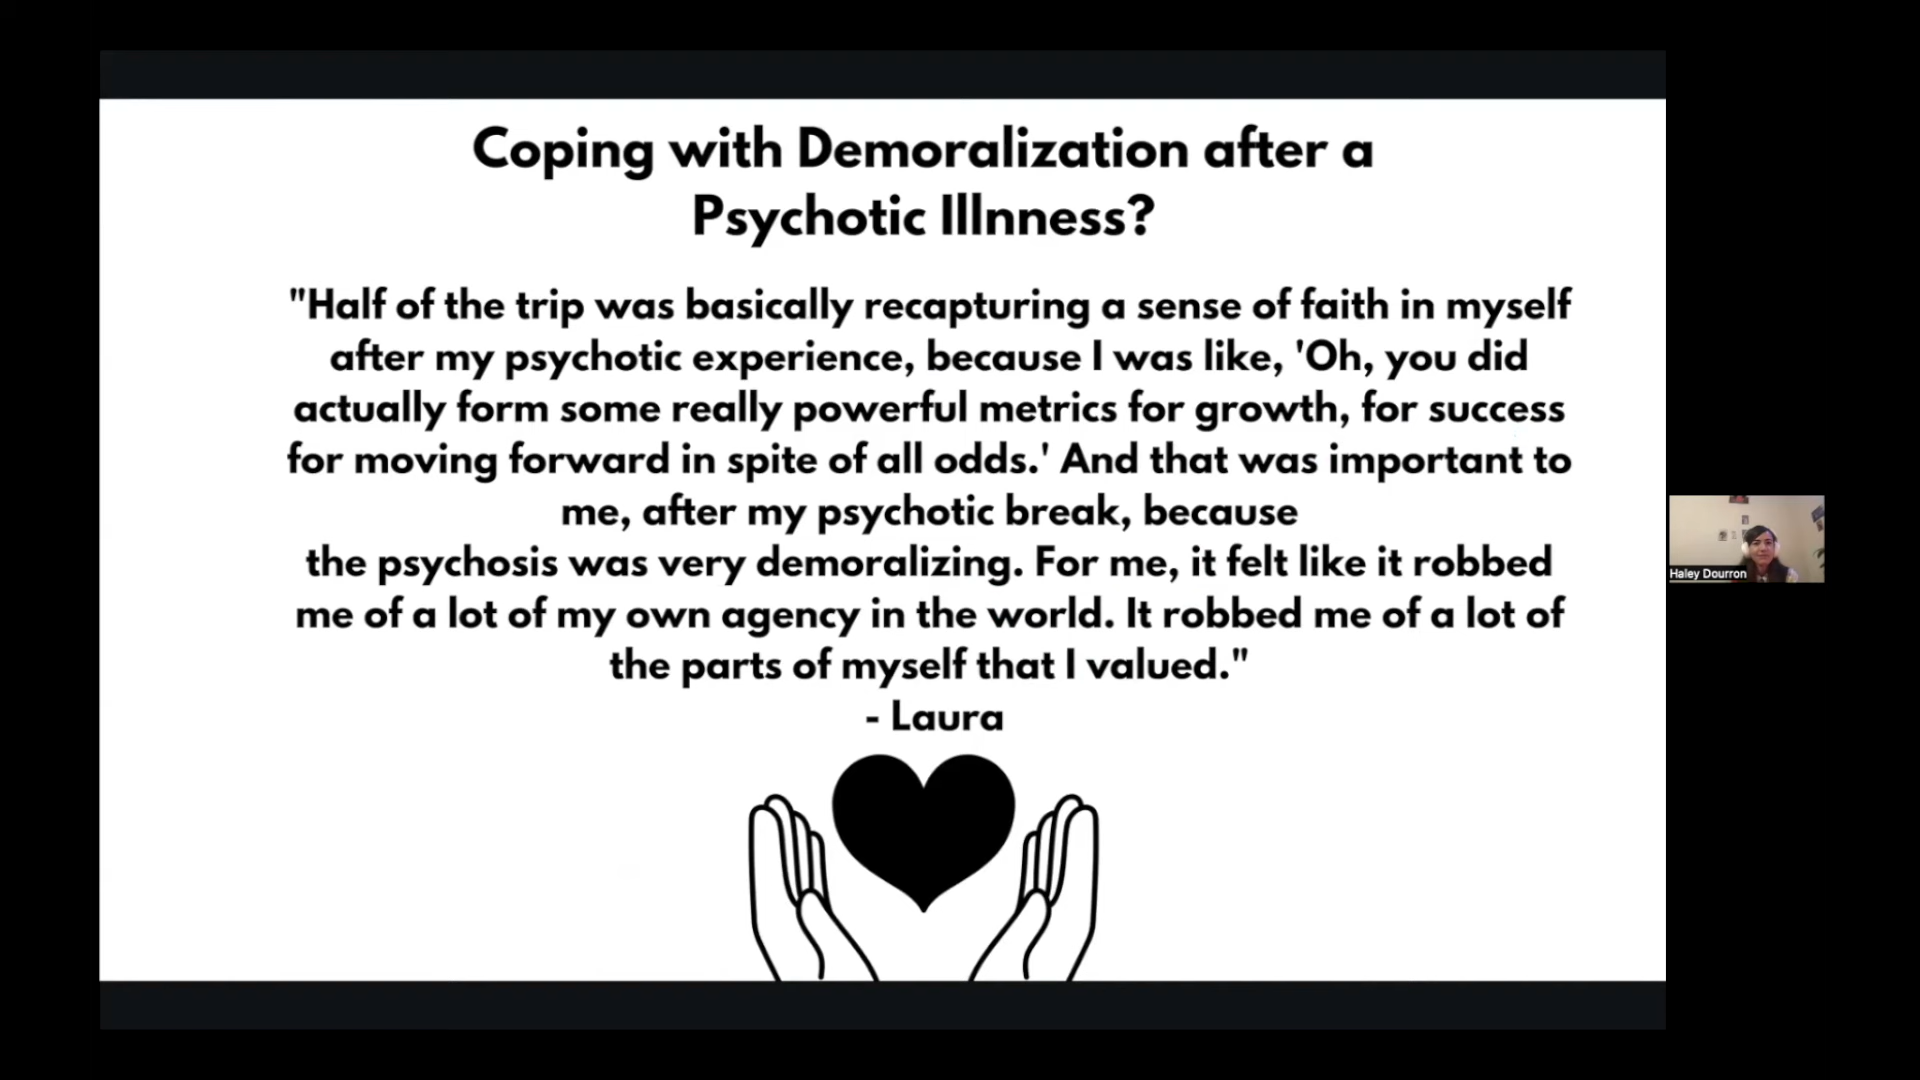 Coping with Demoralization after a
Psychotic Illnness?
"Half of the trip was basically recapturing a sense of faith in myself
after my psychotic experience, because I was like, 'Oh, you did
actually form some really powerful metrics for growth, for success
for moving forward in spite of all odds.' And that was important to
me, after my psychotic break, because
the psychosis was very demoralizing. For me, it felt like it robbed
me of a lot of my own agency in the world. It robbed me of a lot of
the parts of myself that I valued."
- Laura
Haley Dourron